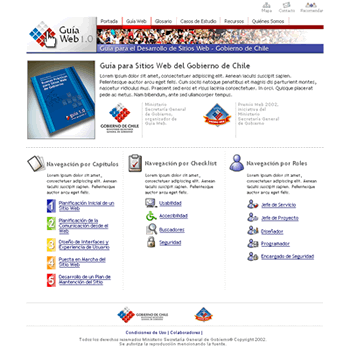 Mapa Contacto Recomendar
Guía
Web 1.0
Portada Guía Web Glosario Casos de Estudio Recursos Quiénes Somos
Guía para el Desarrollo de Sitios Web - Gobierno de Chile
Guía para Sitios Web del Gobierno de Chile
Lorem ipsum dolor sit amet, consectetuer adipiscing elit. Aenean iaculis suscipit sapien.
Pellentesque auctor arcu eget felis. Cum sociis natoque penatibus et magnis dis parturient montes,
nascetur ridiculus mus. Praesent sed eros et risus lacinia consectetuer. In orci. Quisque placerat
pede ac metus. Nam bibendum, ante sed ullamcorper tempus.
GOBIERNO DE CHILE
Ministerio
Secretaría General
de Gobierno,
organizador de
Guía Web
Premio Web 2002,
iniciativa del
Ministerio
Secretaría General
de Gobierno.
Navegación por Capítulos
Lorem ipsum dolor sit amet,
consectetuer adipiscing elit. Aenean
iaculis suscipit sapien. Pellentesque
auctor arcu eget felis.
1 Planificación Inicial de un
Sitio Web
2 Planificación de la
Comunicación desde el
Web
3 Diseño de Interfaces y
Experiencia de Usuario
4 Puesta en Marcha del
Sitio Web
5 Desarrollo de un Plan de
Mantención del Sitio
Navegación por Checklist
Lorem ipsum dolor sit amet,
consectetuer adipiscing elit. Aenean
iaculis suscipit sapien. Pellentesque
auctor arcu eget felis.
Usabilidad
Accesibilidad
Buscadores
Seguridad
Navegación por Roles
Lorem ipsum dolor sit amet,
consectetuer adipiscing elit. Aenean
iaculis suscipit sapien. Pellentesque
auctor arcu eget felis.
Jefe de Servicio
Jefe de Proyecto
Diseñador
Programador
Encargado de Seguridad
GOBIERNO DE CHILE
Condiciones de Uso | Colaboradores |
Todos los derechos reservados Ministerio Secretaría General de Gobierno© Copyright 2002.
Se autoriza la reproducción mencionando la fuente.